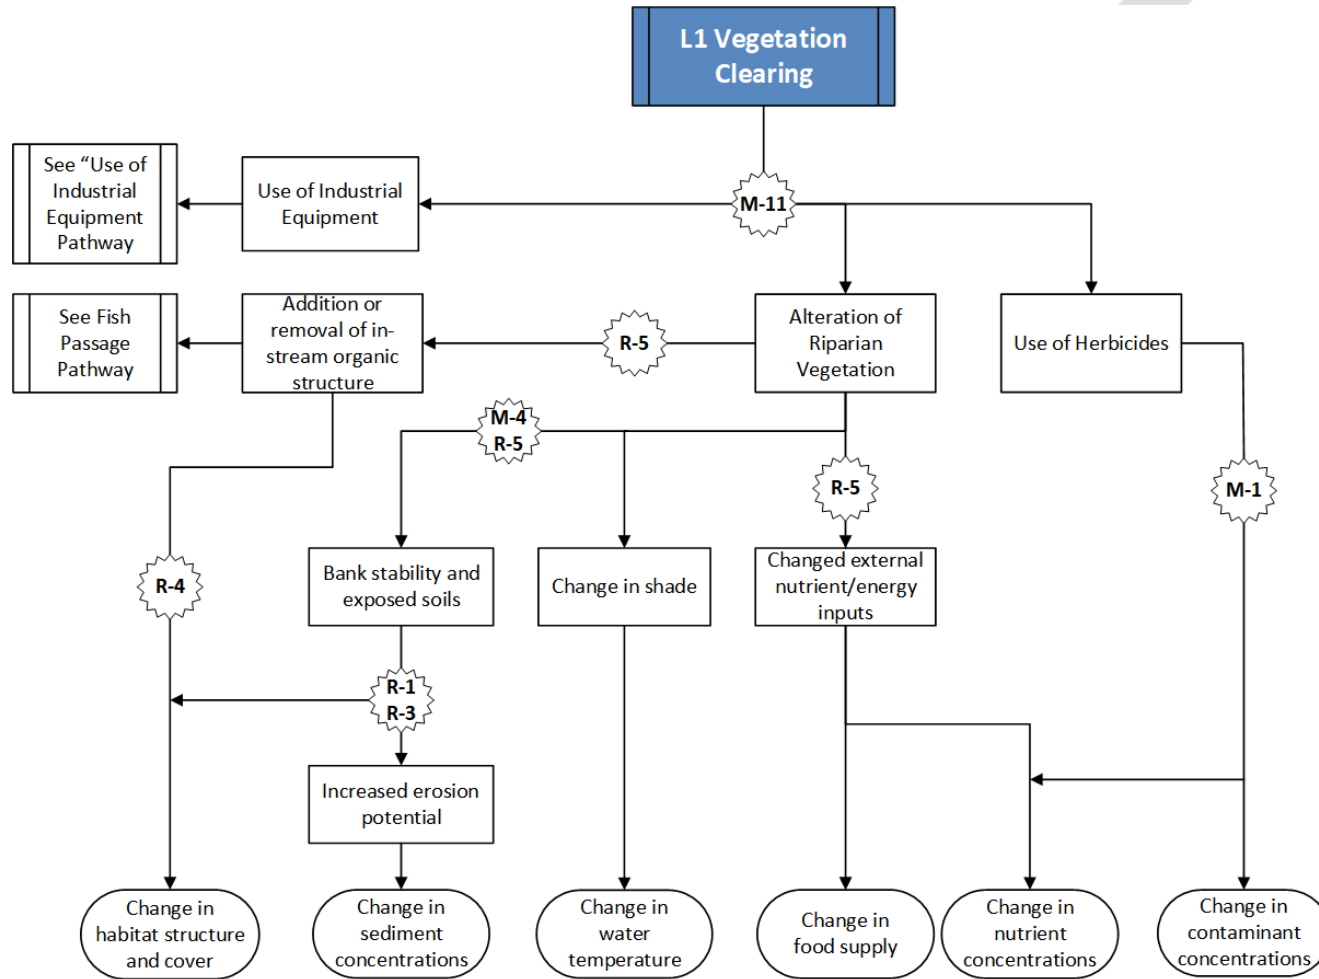 L1 Vegetation
Clearing
See “Use of
Industrial
Equipment
Pathway
Use of Industrial
Equipment
M-11
See Fish
Passage
Pathway
Addition or
removal of in-
stream organic
structure
R-5
Alteration of
Riparian
Vegetation
Use of Herbicides
M-4
R-5
R-5
M-1
R-4
Bank stability and
exposed soils
Change in shade
Changed external
nutrient/energy
inputs
R-1
R-3
Increased erosion
potential
Change in
habitat structure
and cover
Change in
sediment
concentrations
Change in
water
temperature
Change in
food supply
Change in
nutrient
concentrations
Change in
contaminant
concentrations